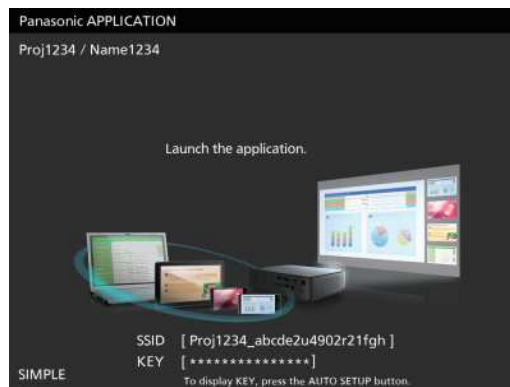 Panasonic APPLICATION
Proj1234 / Name1234
Launch the application.
SSID [ Proj1234_abcde2u4902r21fgh ]
KEY [ *************** ]
To display KEY, press the AUTO SETUP button.
SIMPLE